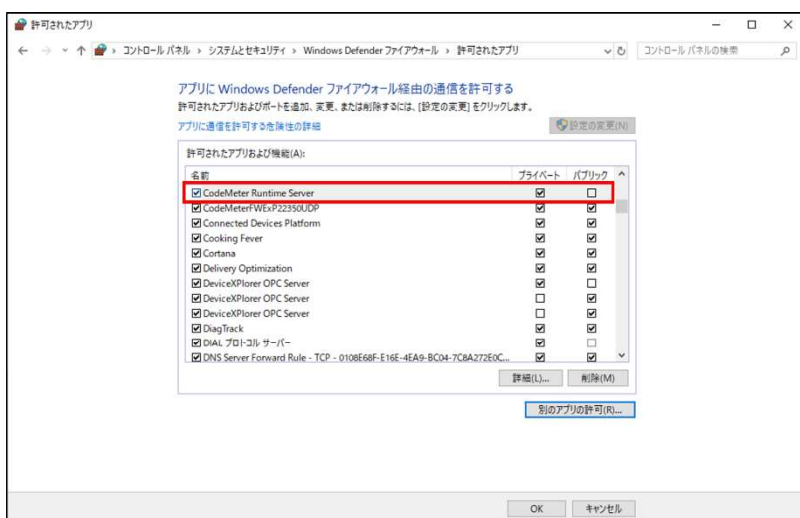 許可されたアプリ
コントロール パネル › システムとセキュリティ › Windows Defender ファイアウォール › 許可されたアプリ
コントロール パネルの検索
アプリに Windows Defender ファイアウォール経由の通信を許可する
許可されたアプリおよびポートを追加、変更、または削除するには、[設定の変更] をクリックします。
アプリに通信を許可する危険性の詳細
設定の変更(N)
許可されたアプリおよび機能(A):
名前 プライベート パブリック
CodeMeter Runtime Server
CodeMeterFWExP22350UDP
Connected Devices Platform
Cooking Fever
Cortana
Delivery Optimization
DeviceXPlorer OPC Server
DeviceXPlorer OPC Server
DeviceXPlorer OPC Server
DiagTrack
DIAL プロトコル サーバー
DNS Server Forward Rule - TCP - 0108E68F-E16E-4EA9-BC04-7C8A272E0C...
詳細(L)... 削除(M)
別のアプリの許可(R)...
OK キャンセル